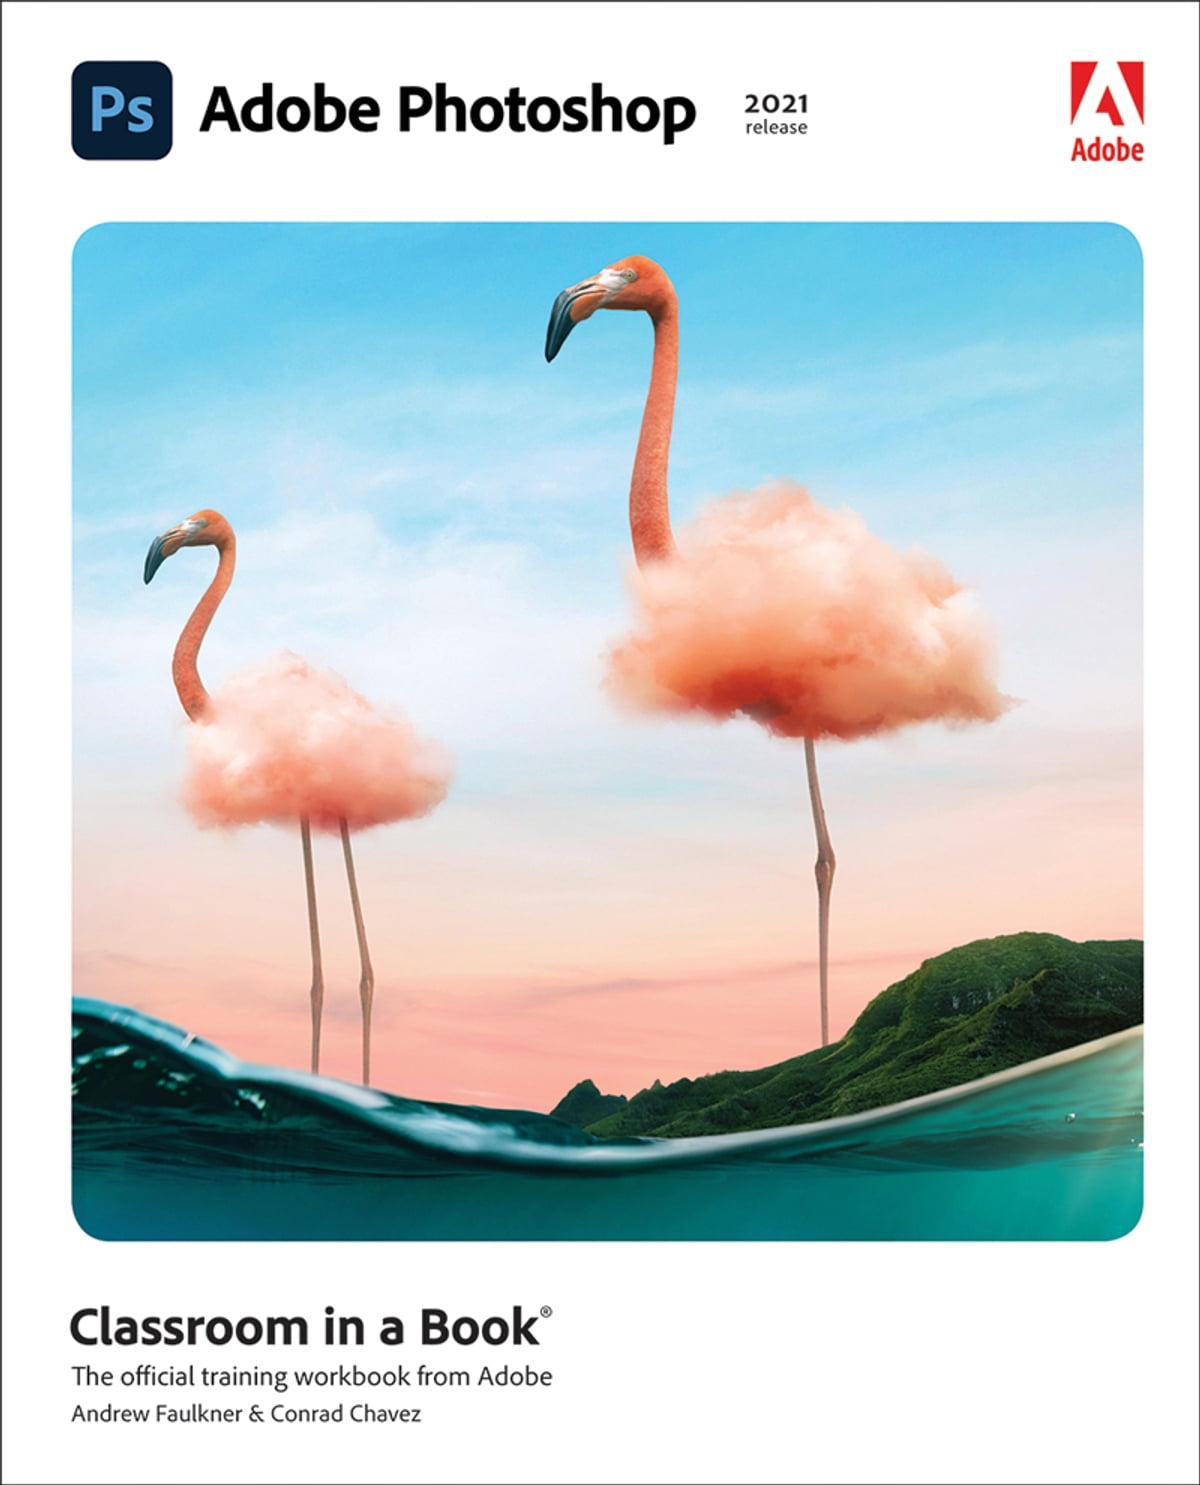 Ps
Adobe Photoshop
2021
release
Adobe
Classroom in a Book®
The official training workbook from Adobe
Andrew Faulkner & Conrad Chavez